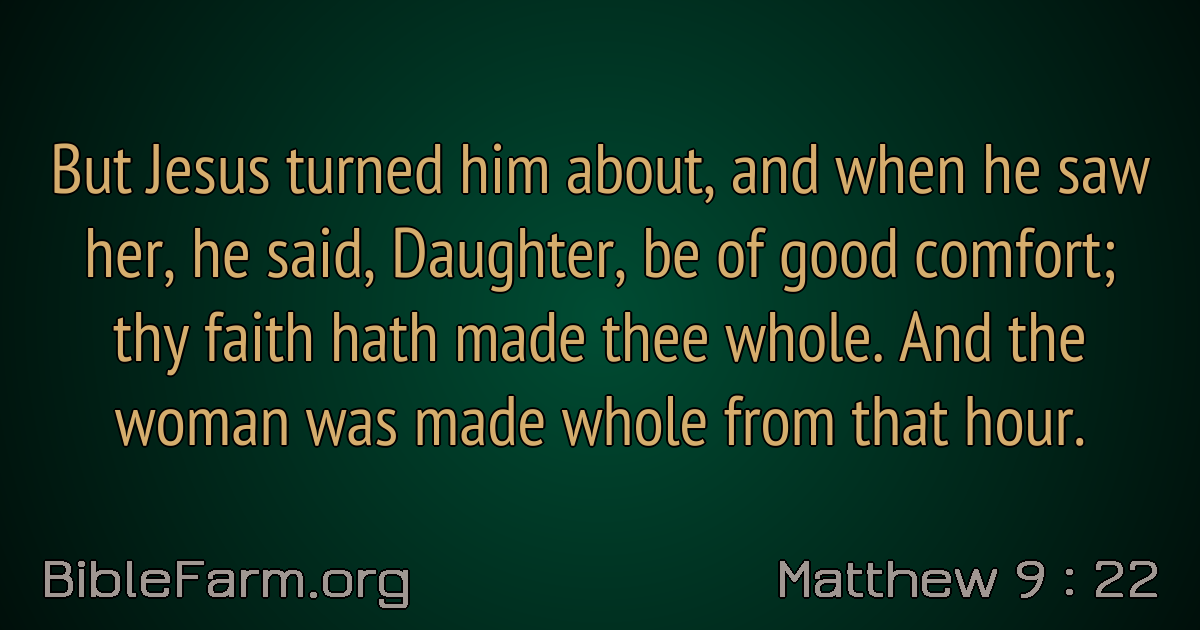 But Jesus turned him about, and when he saw
her, he said, Daughter, be of good comfort;
thy faith hath made thee whole. And the
woman was made whole from that hour.
BibleFarm.org
Matthew 9 : 22